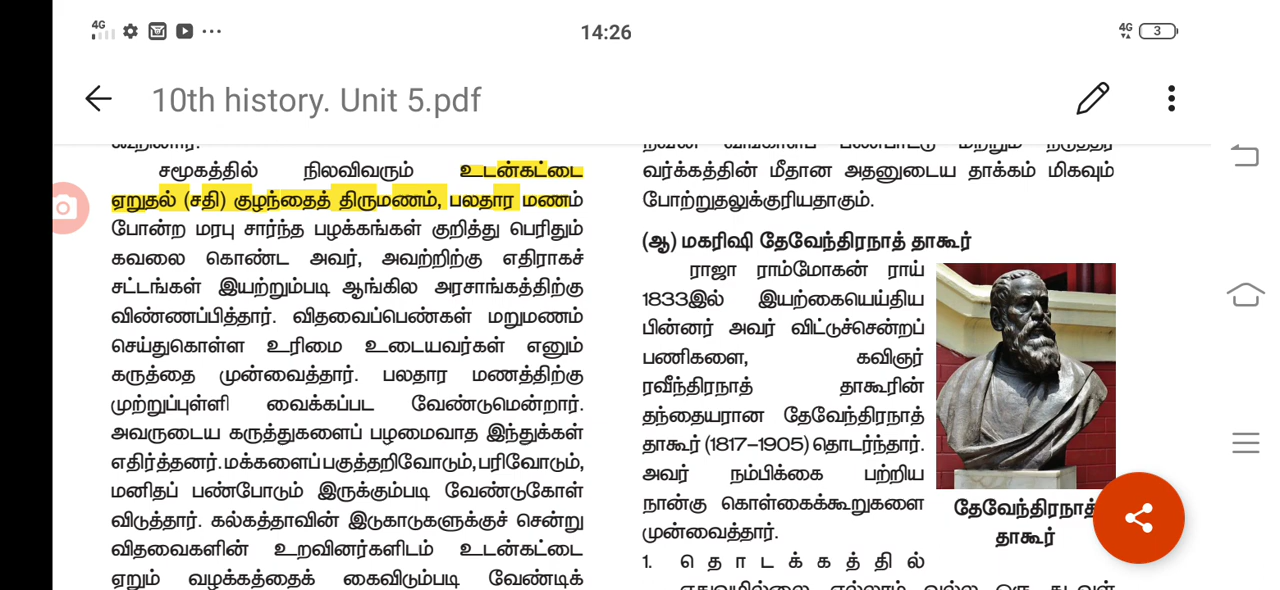 4G
14:26
4G
3
10th history. Unit 5.pdf
சமூகத்தில் நிலவிவரும் உடன்கட்டை
ஏறுதல் (சதி) குழந்தைத் திருமணம், பலதார மணம்
போன்ற மரபு சார்ந்த பழக்கங்கள் குறித்து பெரிதும்
கவலை கொண்ட அவர், அவற்றிற்கு எதிராகச்
சட்டங்கள் இயற்றும்படி ஆங்கில அரசாங்கத்திற்கு
விண்ணப்பித்தார். விதவைப்பெண்கள் மறுமணம்
செய்துகொள்ள உரிமை உடையவர்கள் எனும்
கருத்தை முன்வைத்தார். பலதார மணத்திற்கு
முற்றுப்புள்ளி வைக்கப்பட வேண்டுமென்றார்.
அவருடைய கருத்துகளைப் பழமைவாத இந்துக்கள்
எதிர்த்தனர். மக்களைப் பகுத்தறிவோடும், பரிவோடும்,
மனிதப் பண்போடும் இருக்கும்படி வேண்டுகோள்
விடுத்தார். கல்கத்தாவின் இடுகாடுகளுக்குச் சென்று
விதவைகளின் உறவினர்களிடம் உடன்கட்டை
ஏறும் வழக்கத்தைக் கைவிடும்படி வேண்டிக்
வர்க்கத்தின் மீதான அதனுடைய தாக்கம் மிகவும்
போற்றுதலுக்குரியதாகும்.
(ஆ) மகரிஷி தேவேந்திரநாத் தாகூர்
ராஜா ராம்மோகன் ராய்
1833இல் இயற்கையெய்திய
பின்னர் அவர் விட்டுச்சென்றப்
பணிகளை, கவிஞர்
ரவீந்திரநாத் தாகூரின்
தந்தையரான தேவேந்திரநாத்
தாகூர் (1817–1905) தொடர்ந்தார்.
அவர் நம்பிக்கை பற்றிய
நான்கு கொள்கைக்கூறுகளை
முன்வைத்தார்.
1. தொடக்கத்தில்
தேவேந்திரநாத்
தாகூர்